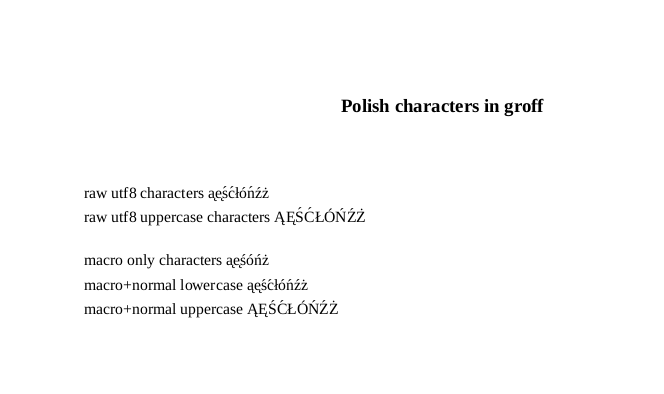 Polish characters in groff
raw utf8 characters ąęśćłóńźż
raw utf8 uppercase characters ĄĘŚĆŁÓŃŹŻ
macro only characters ąęśóńż
macro+normal lowercase ąęśćłóńźż
macro+normal uppercase ĄĘŚĆŁÓŃŹŻ